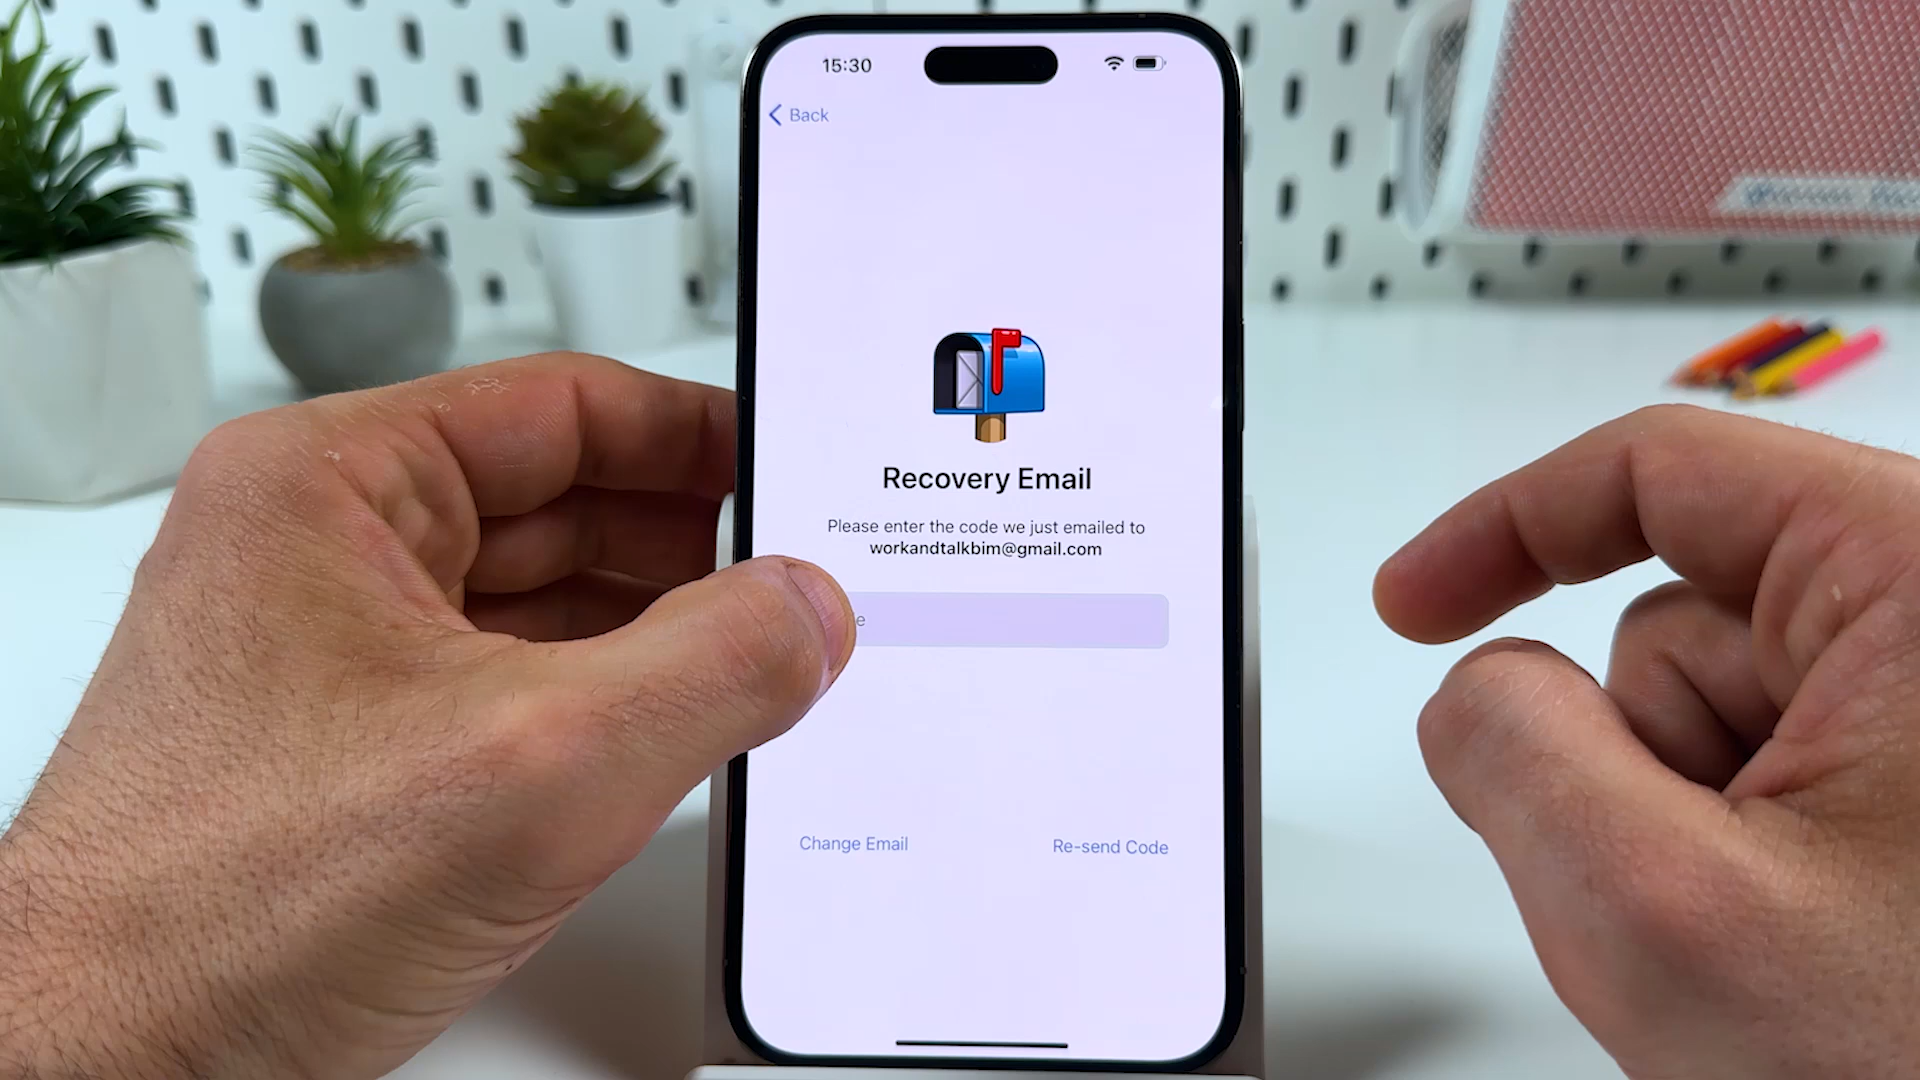 15:30
Back
Recovery Email
Please enter the code we just emailed to
workandtalkbim@gmail.com
e
Change Email
Re-send Code